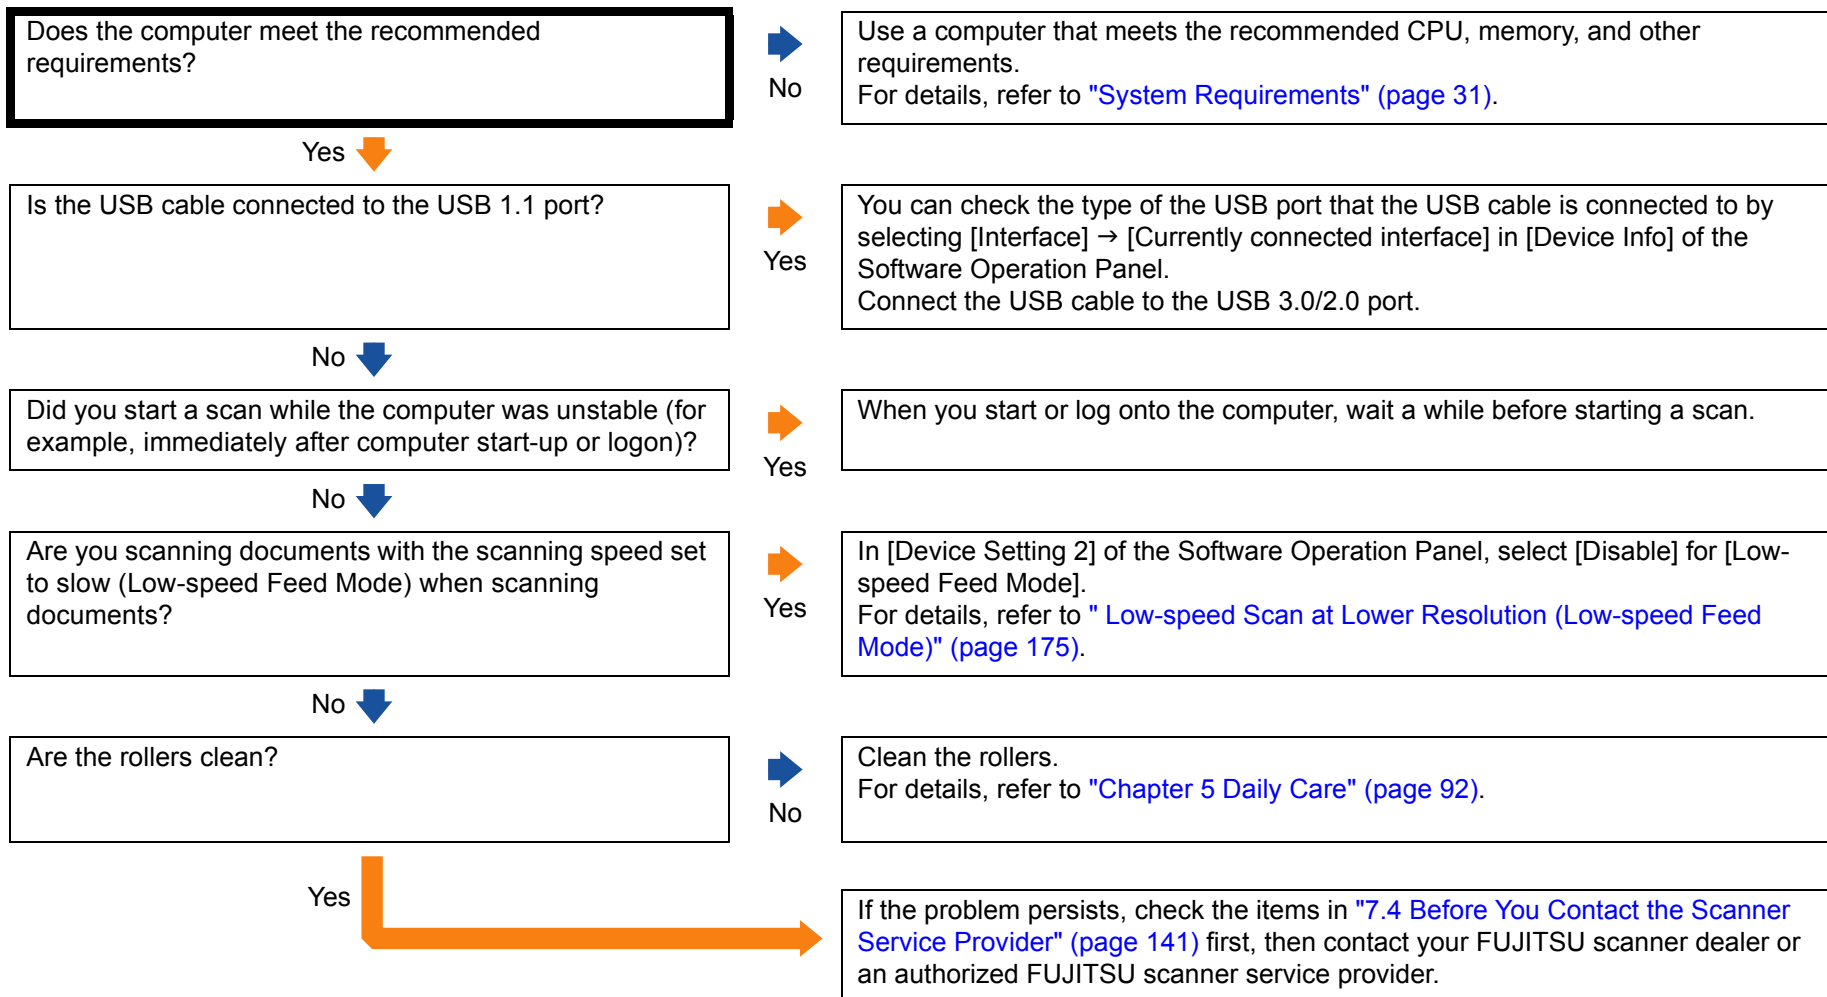 Does the computer meet the recommended
requirements?
No
Use a computer that meets the recommended CPU, memory, and other
requirements.
For details, refer to "System Requirements" (page 31).
Yes
Is the USB cable connected to the USB 1.1 port?
Yes
You can check the type of the USB port that the USB cable is connected to by
selecting [Interface] → [Currently connected interface] in [Device Info] of the
Software Operation Panel.
Connect the USB cable to the USB 3.0/2.0 port.
No
Did you start a scan while the computer was unstable (for
example, immediately after computer start-up or logon)?
Yes
When you start or log onto the computer, wait a while before starting a scan.
No
Are you scanning documents with the scanning speed set
to slow (Low-speed Feed Mode) when scanning
documents?
Yes
In [Device Setting 2] of the Software Operation Panel, select [Disable] for [Low-
speed Feed Mode].
For details, refer to " Low-speed Scan at Lower Resolution (Low-speed Feed
Mode)" (page 175).
No
Are the rollers clean?
No
Clean the rollers.
For details, refer to "Chapter 5 Daily Care" (page 92).
Yes
If the problem persists, check the items in "7.4 Before You Contact the Scanner
Service Provider" (page 141) first, then contact your FUJITSU scanner dealer or
an authorized FUJITSU scanner service provider.